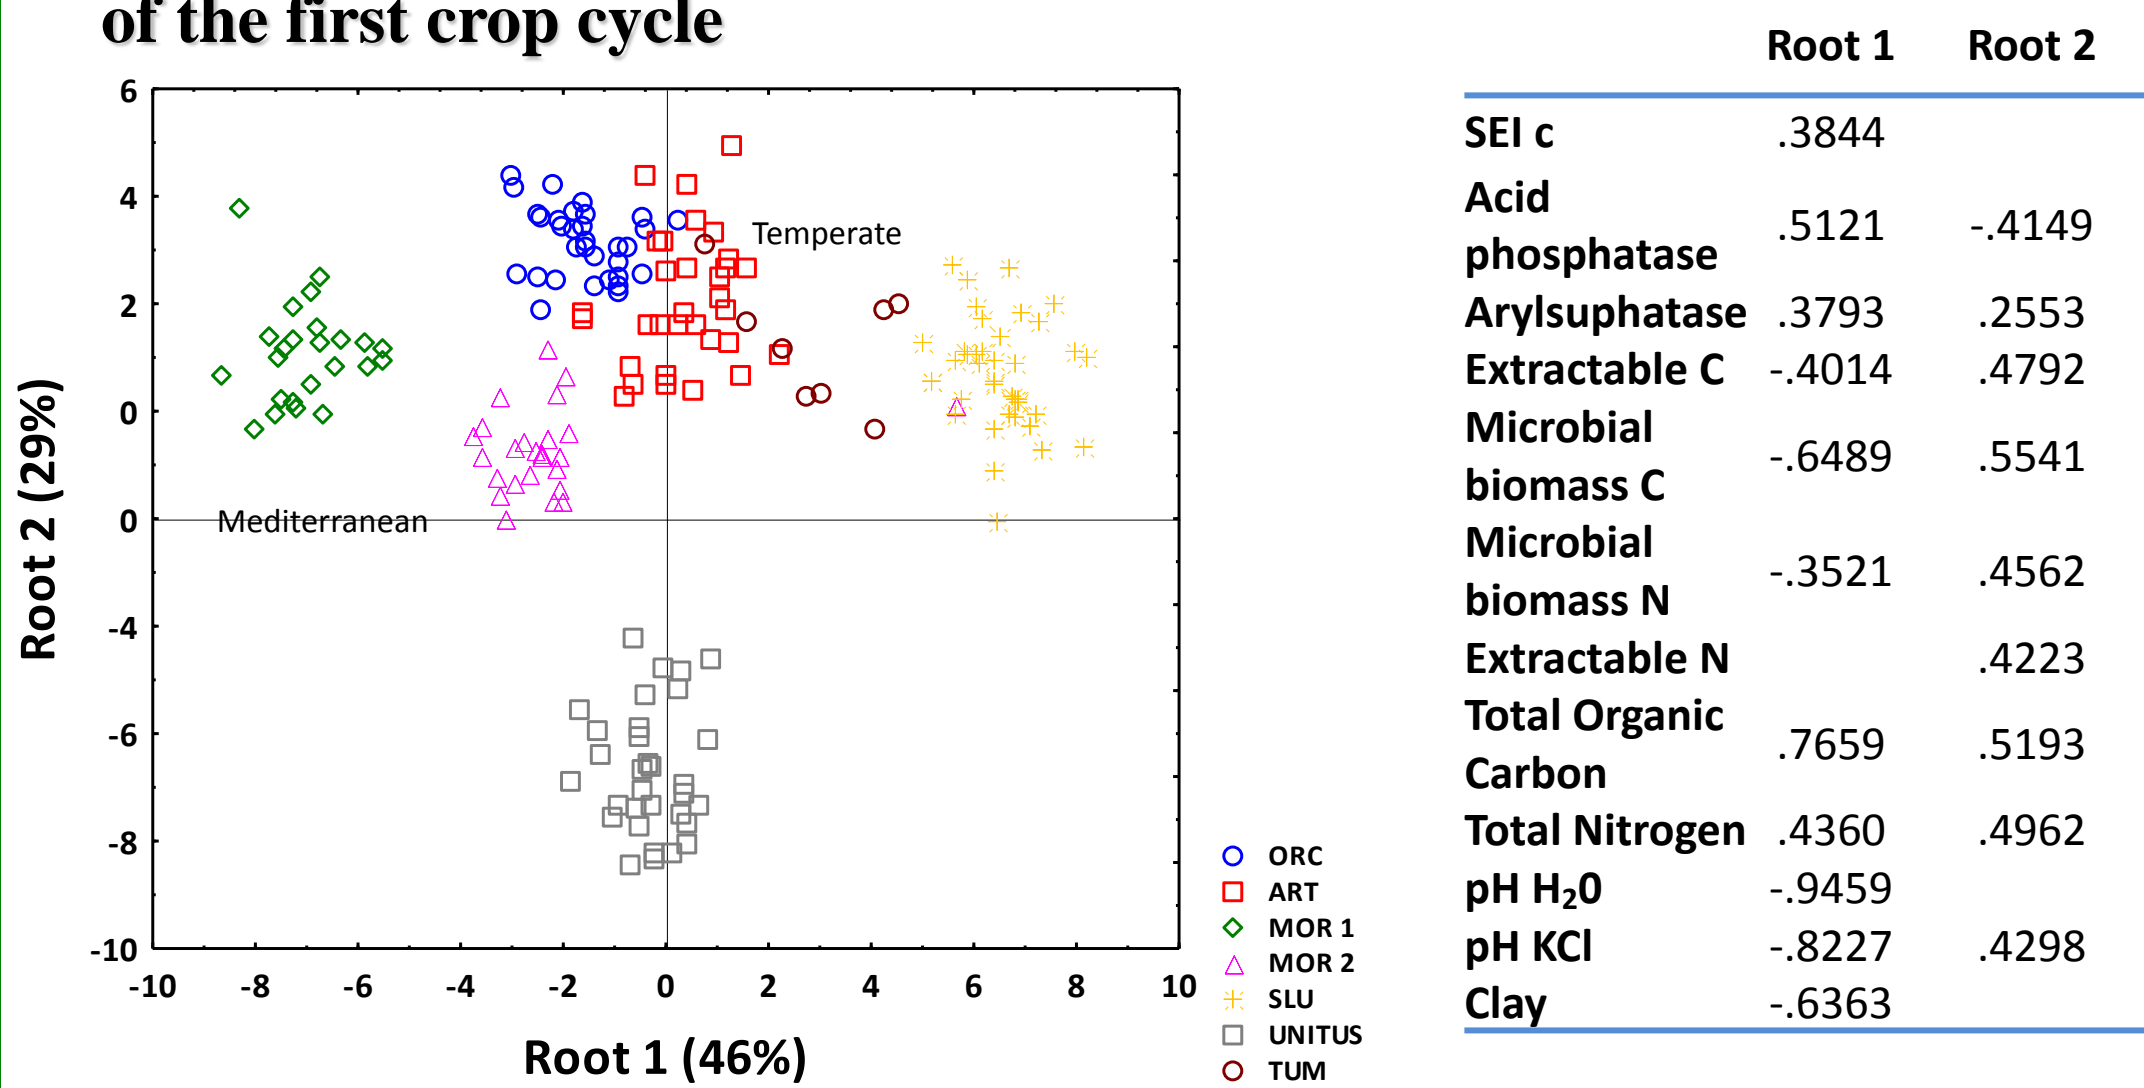 of the first crop cycle
Root 1 Root 2
SEI c .3844
Acid
phosphatase .5121 -.4149
Arylsuphatase .3793 .2553
Extractable C -.4014 .4792
Microbial
biomass C -.6489 .5541
Microbial
biomass N -.3521 .4562
Extractable N .4223
Total Organic
Carbon .7659 .5193
Total Nitrogen .4360 .4962
pH H₂0 -.9459
pH KCl -.8227 .4298
Clay -.6363
6
4
2
0
0
-4
-6
-8
-10
Root 2 (29%)
Temperate
Mediterranean
-10 -8 -6 -4 -2 0 2 4 6 8 10
Root 1 (46%)
ORC
ART
MOR 1
MOR 2
SLU
UNITUS
TUM